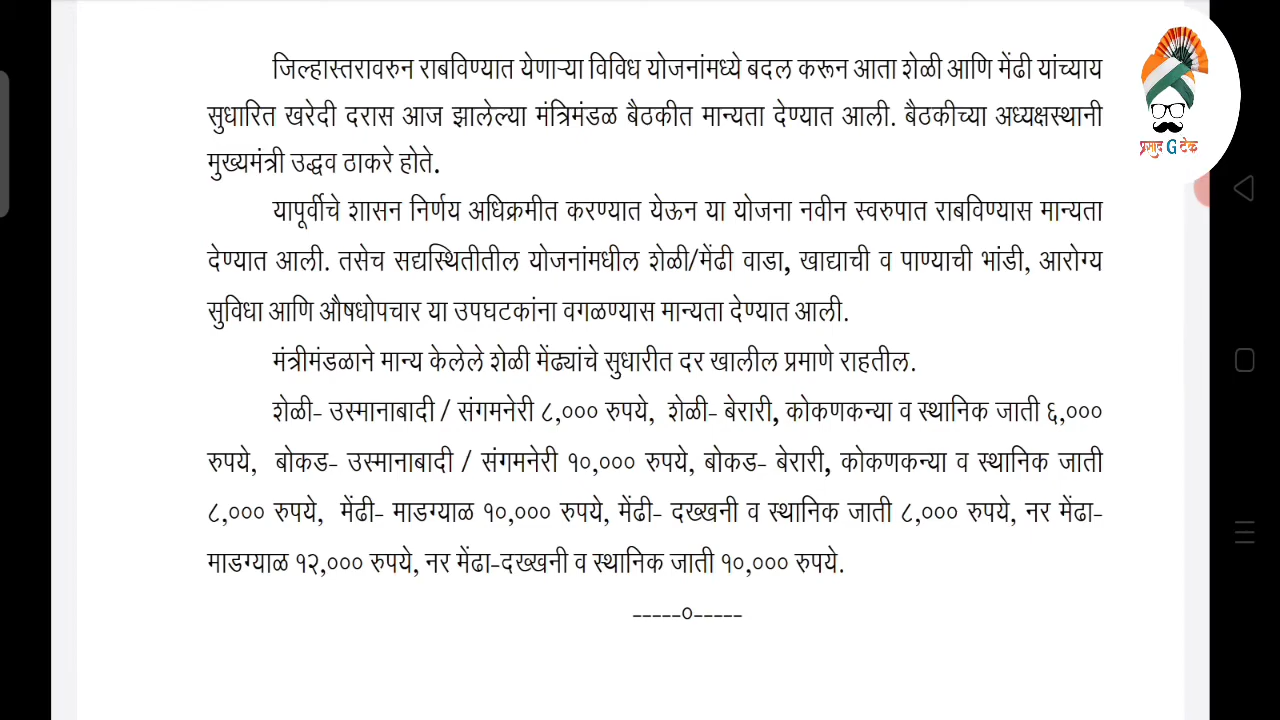 जिल्हास्तरावरुन राबविण्यात येणाऱ्या विविध योजनांमध्ये बदल करून आता शेळी आणि मेंढी यांच्याय
सुधारित खरेदी दरास आज झालेल्या मंत्रिमंडळ बैठकीत मान्यता देण्यात आली. बैठकीच्या अध्यक्षस्थानी
मुख्यमंत्री उद्धव ठाकरे होते.
यापूर्वीचे शासन निर्णय अधिक्रमीत करण्यात येऊन या योजना नवीन स्वरुपात राबविण्यास मान्यता
देण्यात आली. तसेच सद्यस्थितीतील योजनांमधील शेळी/मेंढी वाडा, खाद्याची व पाण्याची भांडी, आरोग्य
सुविधा आणि औषधोपचार या उपघटकांना वगळण्यास मान्यता देण्यात आली.
मंत्रीमंडळाने मान्य केलेले शेळी मेंढ्यांचे सुधारीत दर खालील प्रमाणे राहतील.
शेळी- उस्मानाबादी / संगमनेरी ८,००० रुपये, शेळी- बेरारी, कोकणकन्या व स्थानिक जाती ६,०००
रुपये, बोकड- उस्मानाबादी / संगमनेरी १०,००० रुपये, बोकड- बेरारी, कोकणकन्या व स्थानिक जाती
८,००० रुपये, मेंढी- माडग्याळ १०,००० रुपये, मेंढी- दख्खनी व स्थानिक जाती ८,००० रुपये, नर मेंढा-
माडग्याळ १२,००० रुपये, नर मेंढा-दख्खनी व स्थानिक जाती १०,००० रुपये.
-----०-----
प्रमाद G टेक